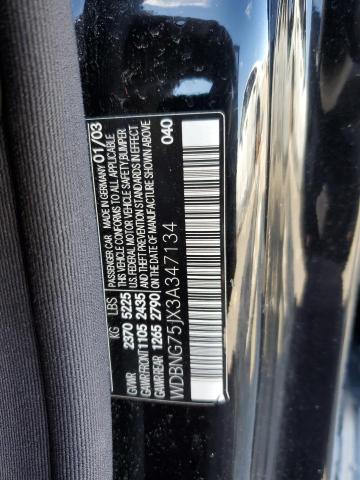 PASSENGER CAR MADE IN GERMANY 01/03
THIS VEHICLE CONFORMS TO ALL APPLICABLE
U.S. FEDERAL MOTOR VEHICLE SAFETY, BUMPER
AND THEFT PREVENTION STANDARDS IN EFFECT
ON THE DATE OF MANUFACTURE SHOWN ABOVE
KG LBS
GVWR 2370 5225
GAWR FRONT 1105 2435
GAWR REAR 1265 2790
040
WDBNG75JX3A347134